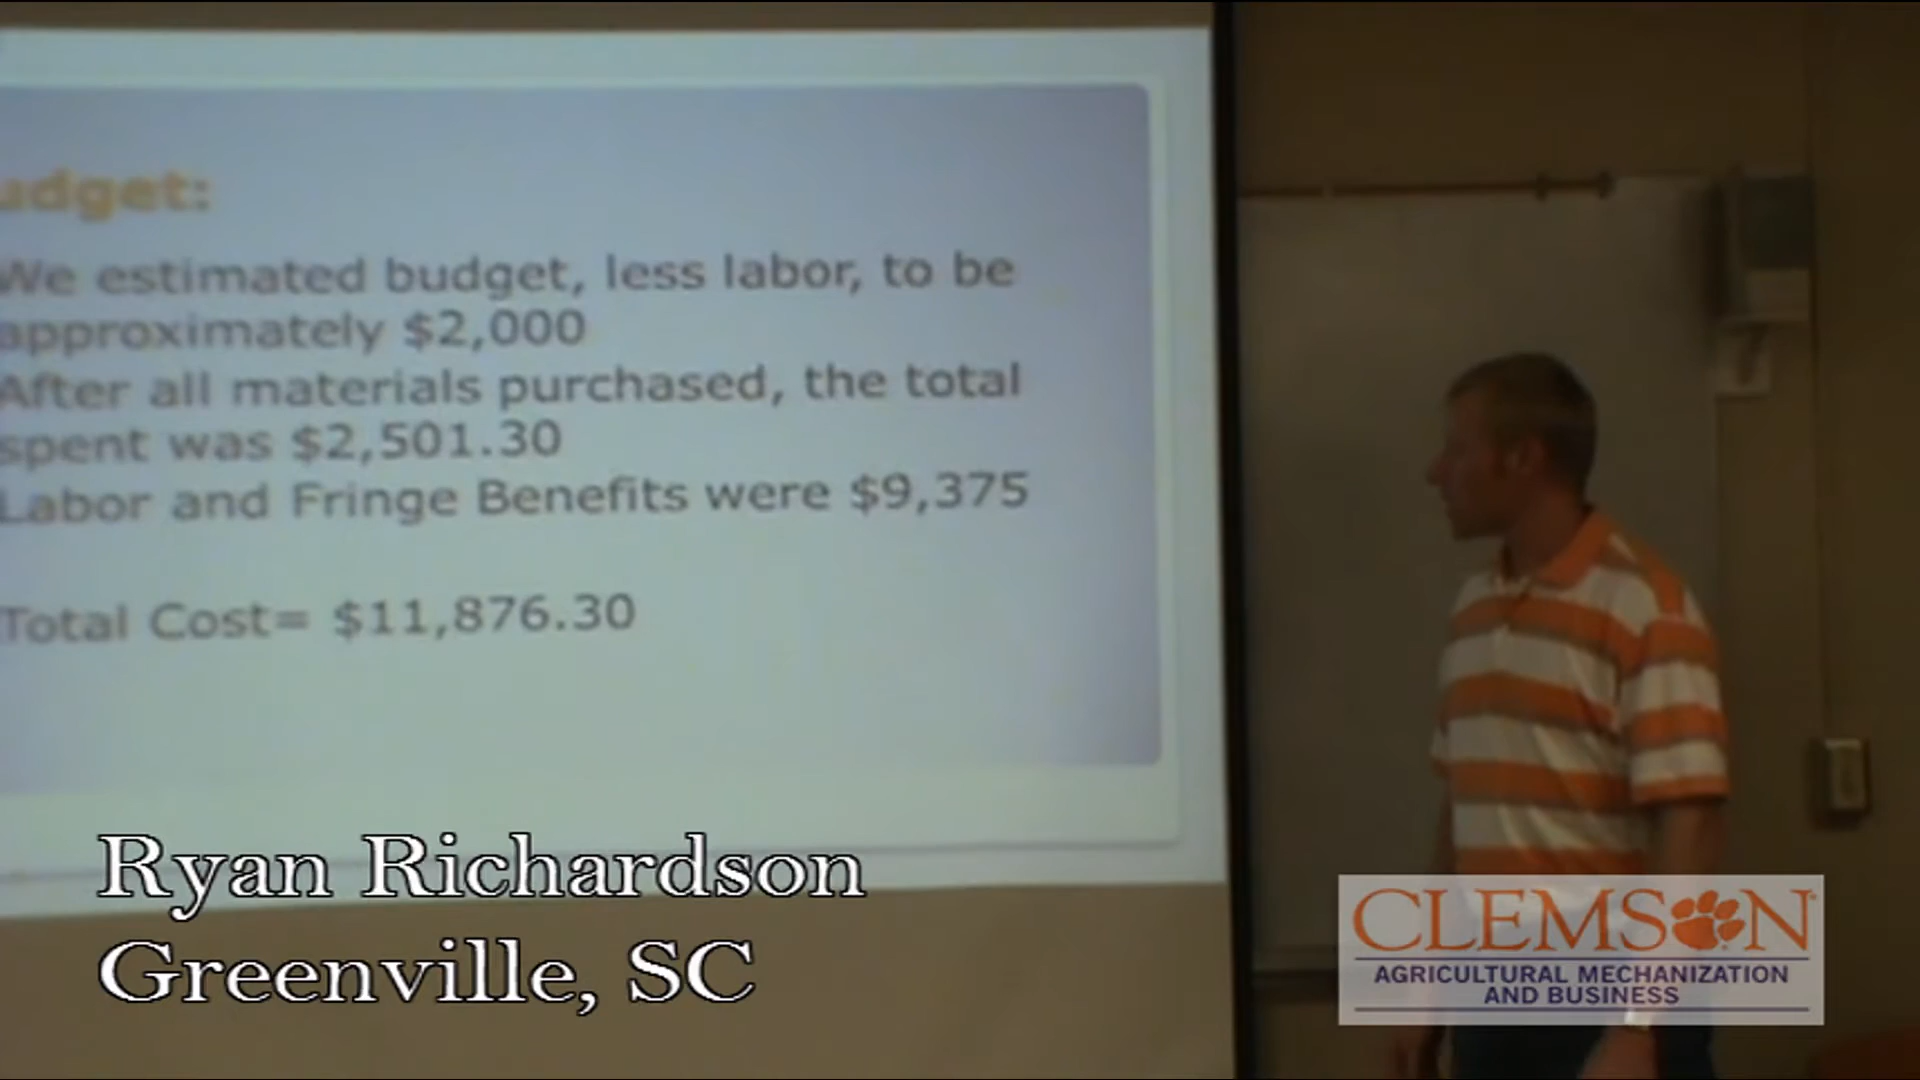 udget:
We estimated budget, less labor, to be
approximately $2,000
After all materials purchased, the total
spent was $2,501.30
Labor and Fringe Benefits were $9,375
Total Cost= $11,876.30
Ryan Richardson
Greenville, SC
CLEMSON
AGRICULTURAL MECHANIZATION
AND BUSINESS